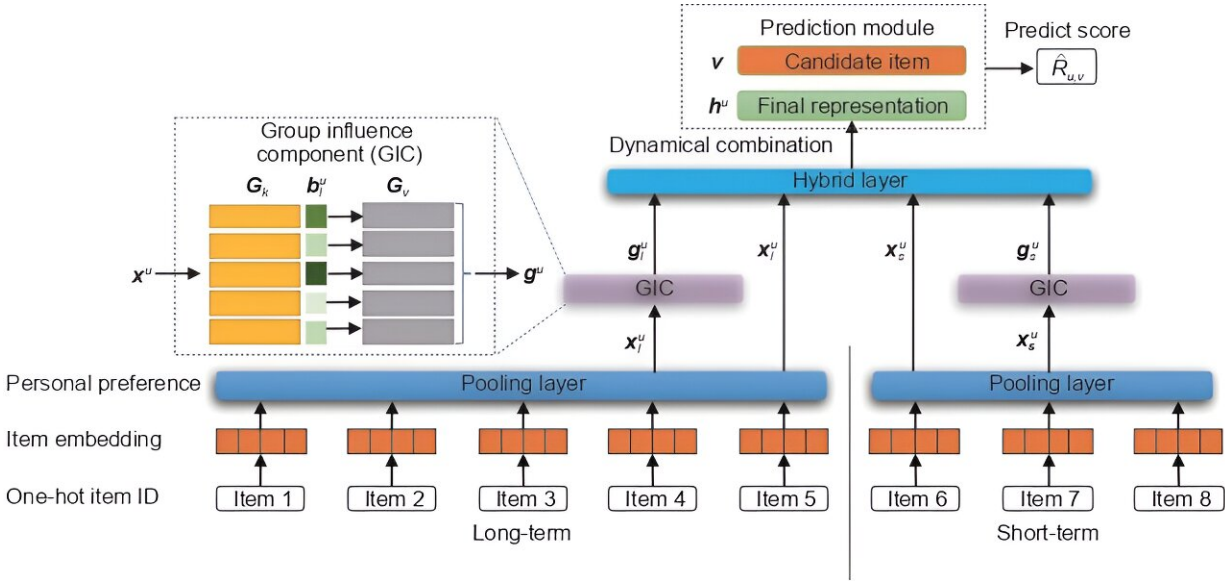 Prediction module
Predict score
v Candidate item
R̂u,v
hᵘ Final representation
Dynamical combination
Hybrid layer
Group influence
component (GIC)
Gₖ bₗᵘ Gᵥ
xᵘ gᵘ
gₗᵘ xₗᵘ xₛᵘ gₛᵘ
GIC GIC
xₗᵘ xₛᵘ
Personal preference Pooling layer Pooling layer
Item embedding
One-hot item ID Item 1 Item 2 Item 3 Item 4 Item 5 Item 6 Item 7 Item 8
Long-term Short-term